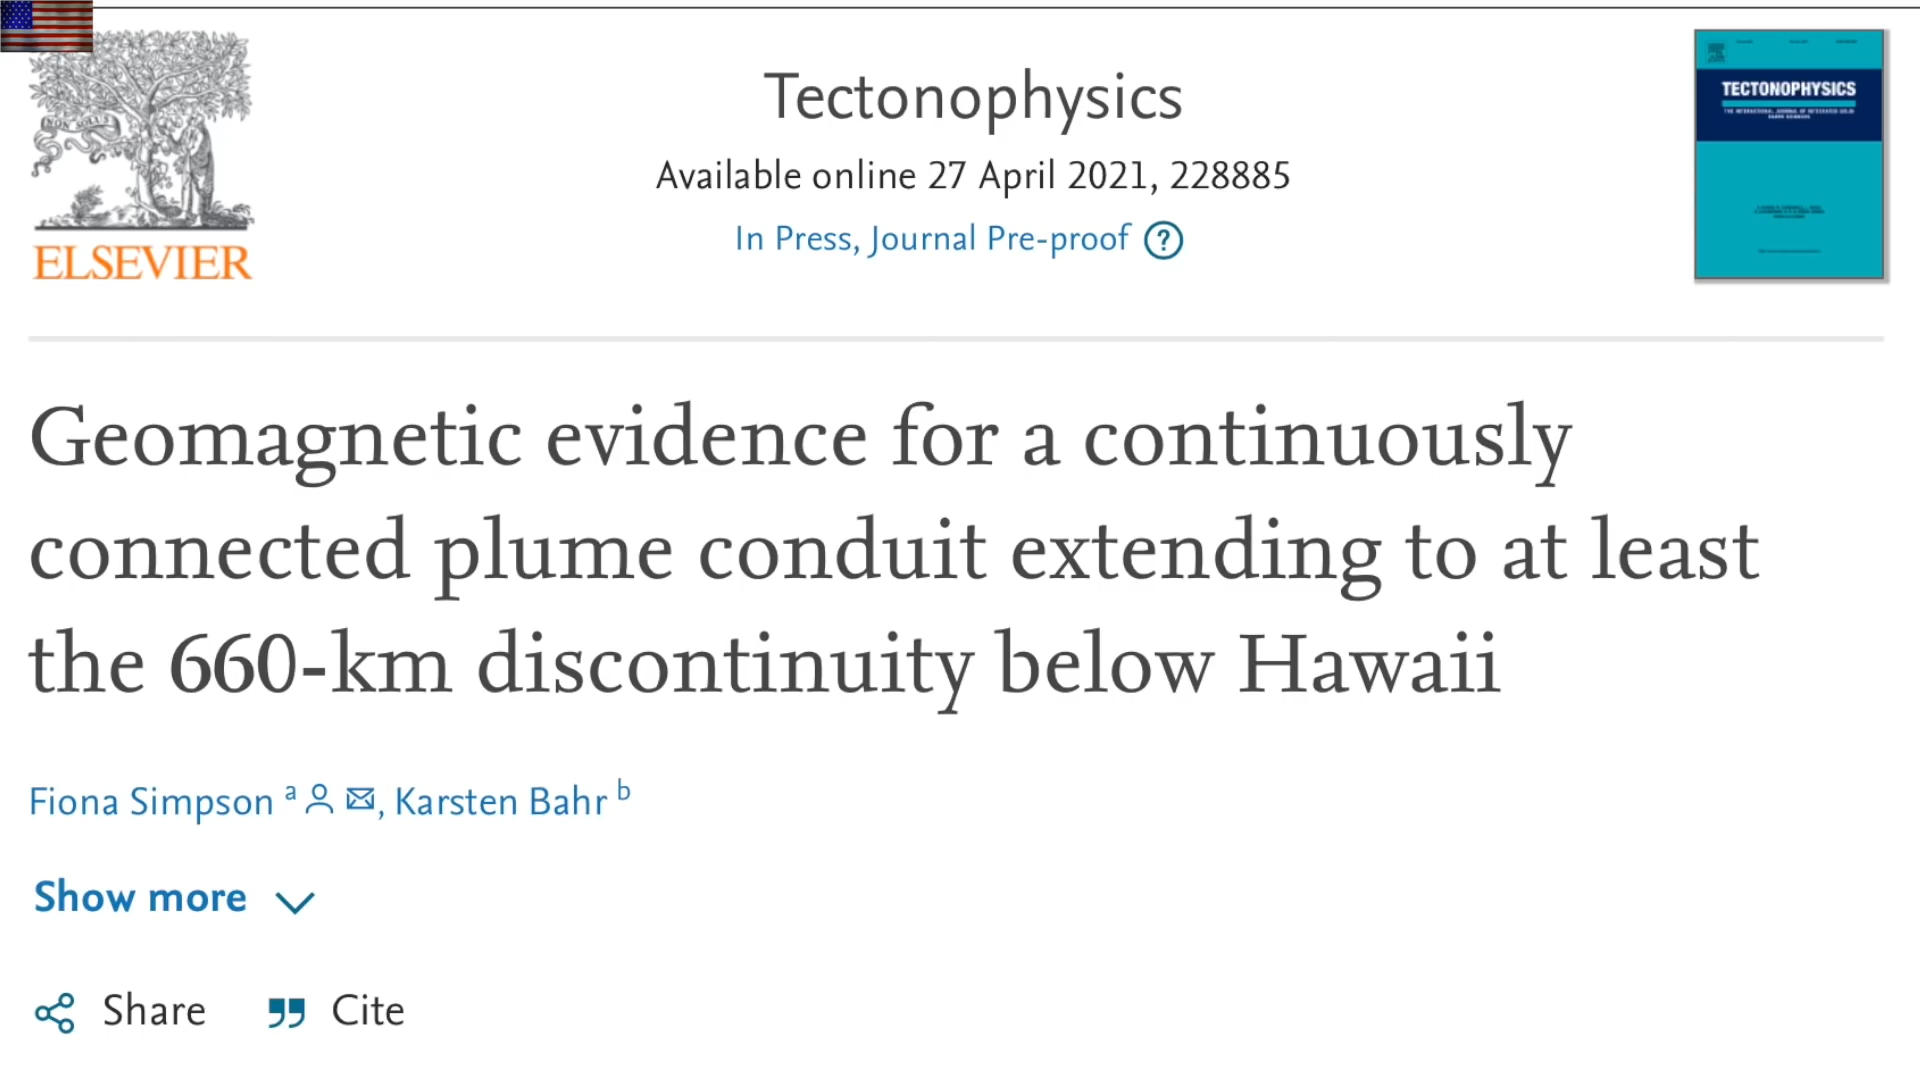 Tectonophysics
Available online 27 April 2021, 228885
In Press, Journal Pre-proof ?
NON SOLUS
ELSEVIER
TECTONOPHYSICS
Geomagnetic evidence for a continuously
connected plume conduit extending to at least
the 660-km discontinuity below Hawaii
Fiona Simpson a, Karsten Bahr b
Show more
Share Cite